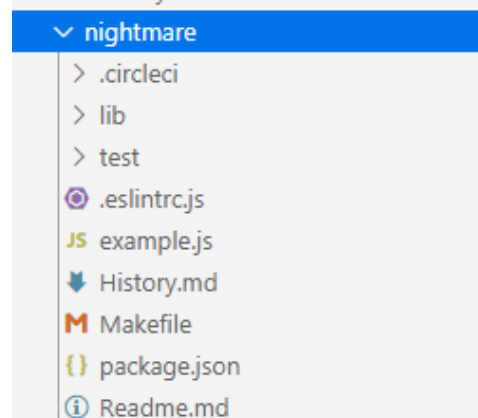 nightmare
.circleci
lib
test
.eslintrc.js
JS example.js
History.md
M Makefile
{} package.json
Readme.md